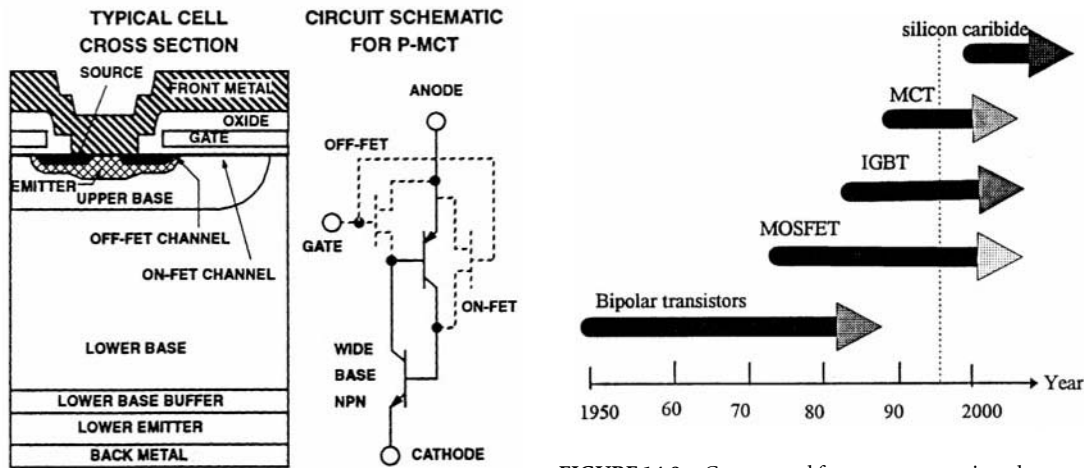 TYPICAL CELL
CROSS SECTION
SOURCE
FRONT METAL
OXIDE
GATE
EMITTER
UPPER BASE
OFF-FET CHANNEL
ON-FET CHANNEL
LOWER BASE
LOWER BASE BUFFER
LOWER EMITTER
BACK METAL
CIRCUIT SCHEMATIC
FOR P-MCT
ANODE
OFF-FET
GATE
ON-FET
WIDE
BASE
NPN
CATHODE
silicon caribide
MCT
IGBT
MOSFET
Bipolar transistors
Year
1950 60 70 80 90 2000